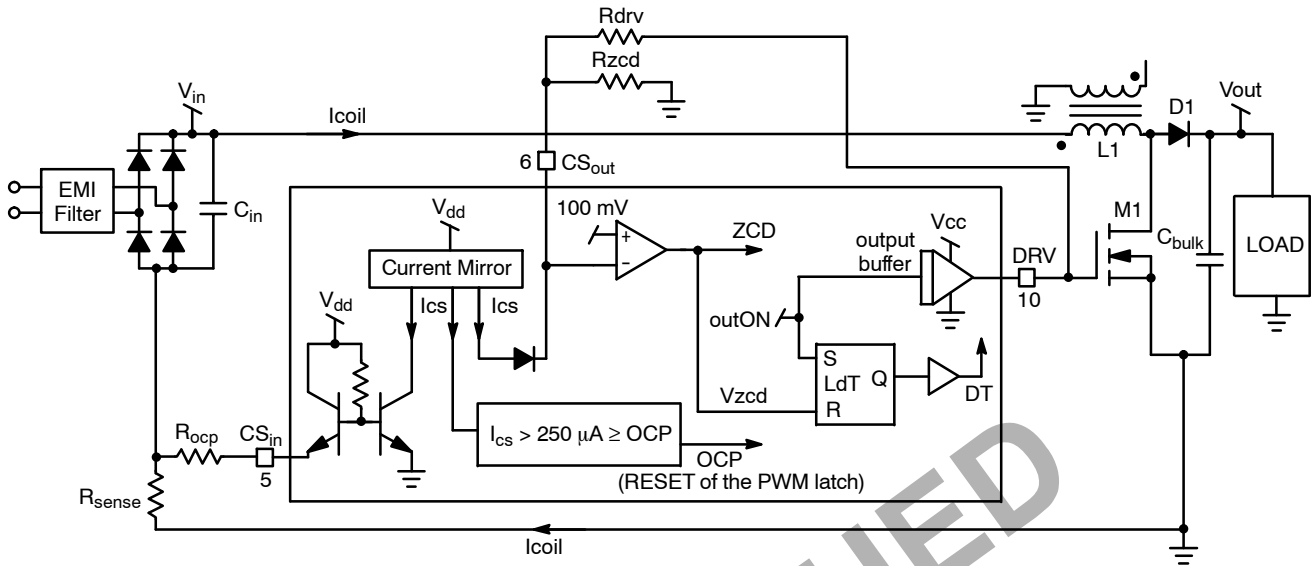 Rdrv
Rzcd
Vin
Icoil
D1
Vout
L1
6 CSout
EMI
Filter
Cin
Vdd
100 mV
+
−
ZCD
Vcc
output
buffer
DRV
10
M1
Cbulk
LOAD
Current Mirror
Ics
Ics
Vdd
outON
S
LdT Q
R
DT
Vzcd
Rocp
CSin
5
Ics > 250 μA ≥ OCP
OCP
(RESET of the PWM latch)
Rsense
Icoil